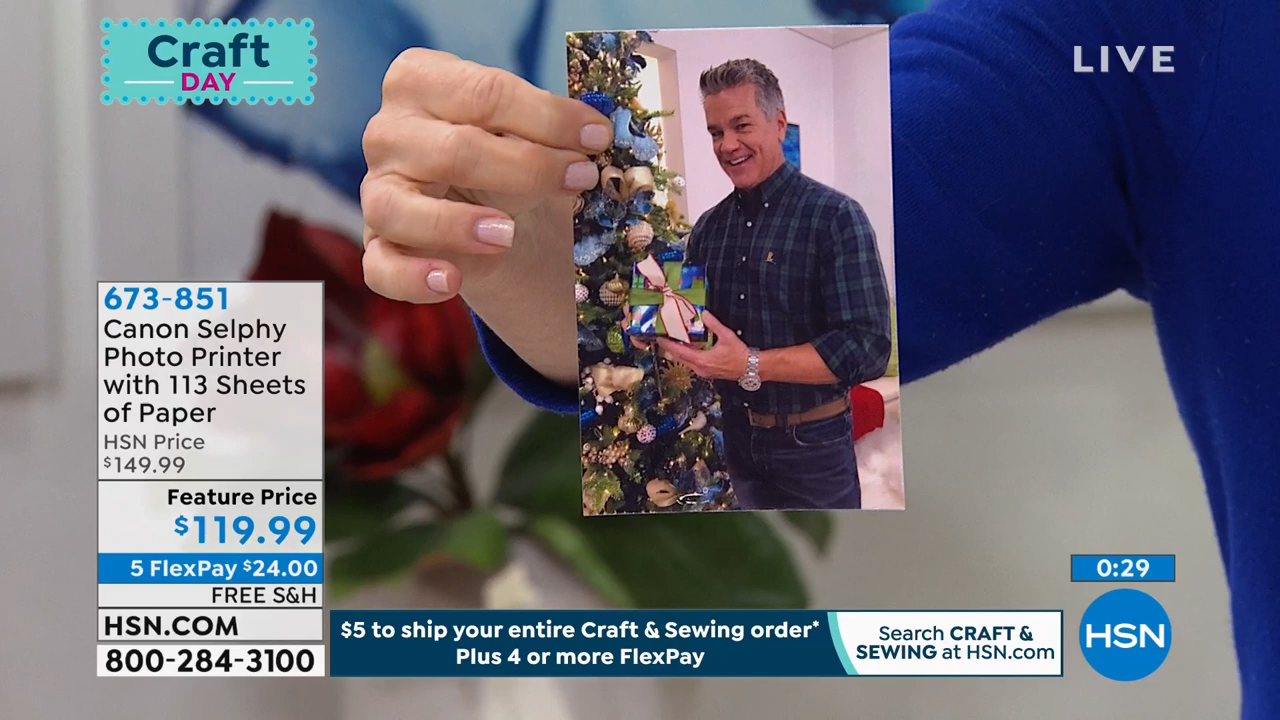 Craft
DAY
LIVE
673-851
Canon Selphy
Photo Printer
with 113 Sheets
of Paper
HSN Price
$149.99
Feature Price
$119.99
5 FlexPay $24.00
FREE S&H
HSN.COM
800-284-3100
$5 to ship your entire Craft & Sewing order*
Plus 4 or more FlexPay
Search CRAFT &
SEWING at HSN.com
0:29
HSN